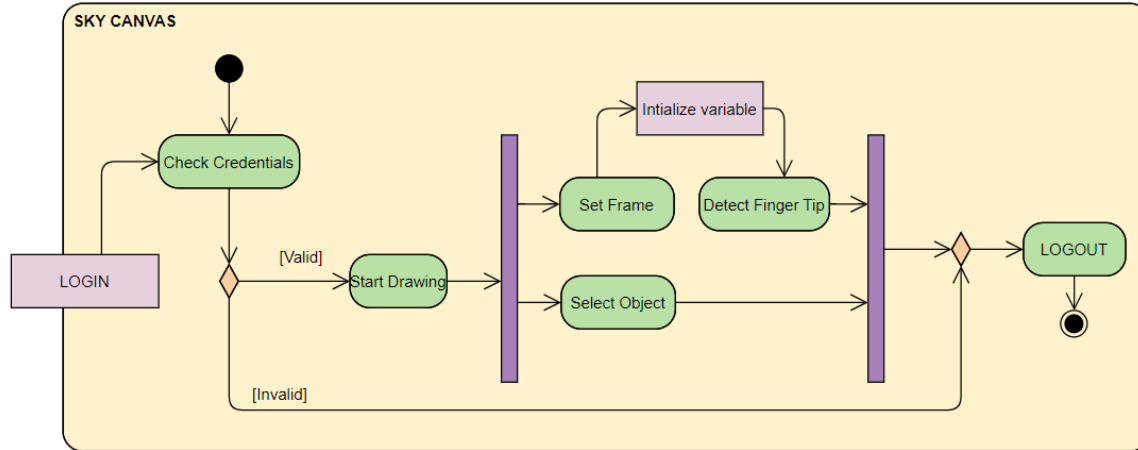 SKY CANVAS
Intialize variable
Check Credentials
Set Frame
Detect Finger Tip
LOGOUT
[Valid]
LOGIN
Start Drawing
Select Object
[Invalid]